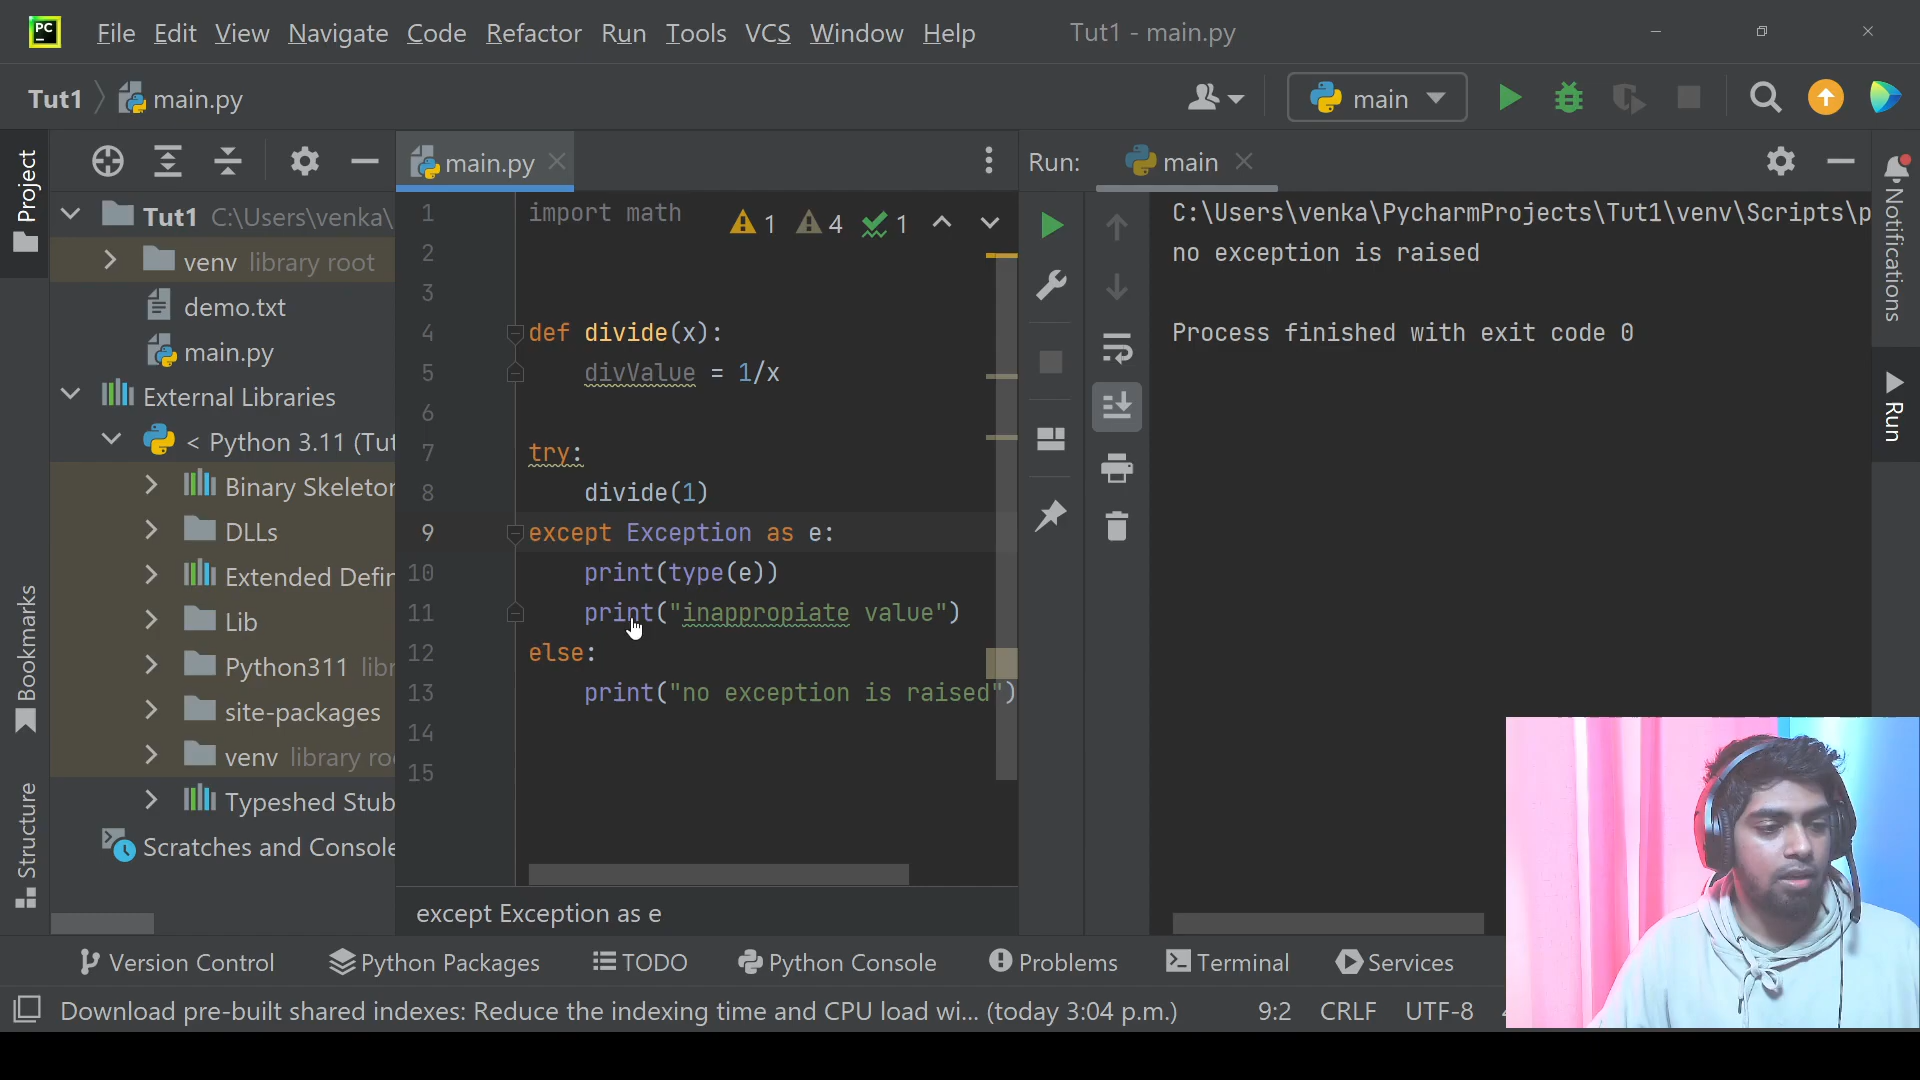 PC File Edit View Navigate Code Refactor Run Tools VCS Window Help Tut1 - main.py
Tut1 main.py main
Project
main.py
Run: main
Tut1 C:\Users\venka\
venv library root
demo.txt
main.py
External Libraries
< Python 3.11 (Tut
Binary Skeletor
DLLs
Extended Defin
Lib
Python311 libr
site-packages
venv library roo
Typeshed Stub
Scratches and Console
Bookmarks
Structure
1 4 1
1 import math
2
3
4 def divide(x):
5 divValue = 1/x
6
7 try:
8 divide(1)
9 except Exception as e:
10 print(type(e))
11 print("inappropiate value")
12 else:
13 print("no exception is raised")
14
15
except Exception as e
C:\Users\venka\PycharmProjects\Tut1\venv\Scripts\p
no exception is raised
Process finished with exit code 0
Notifications
Run
Version Control Python Packages TODO Python Console Problems Terminal Services
Download pre-built shared indexes: Reduce the indexing time and CPU load wi... (today 3:04 p.m.) 9:2 CRLF UTF-8